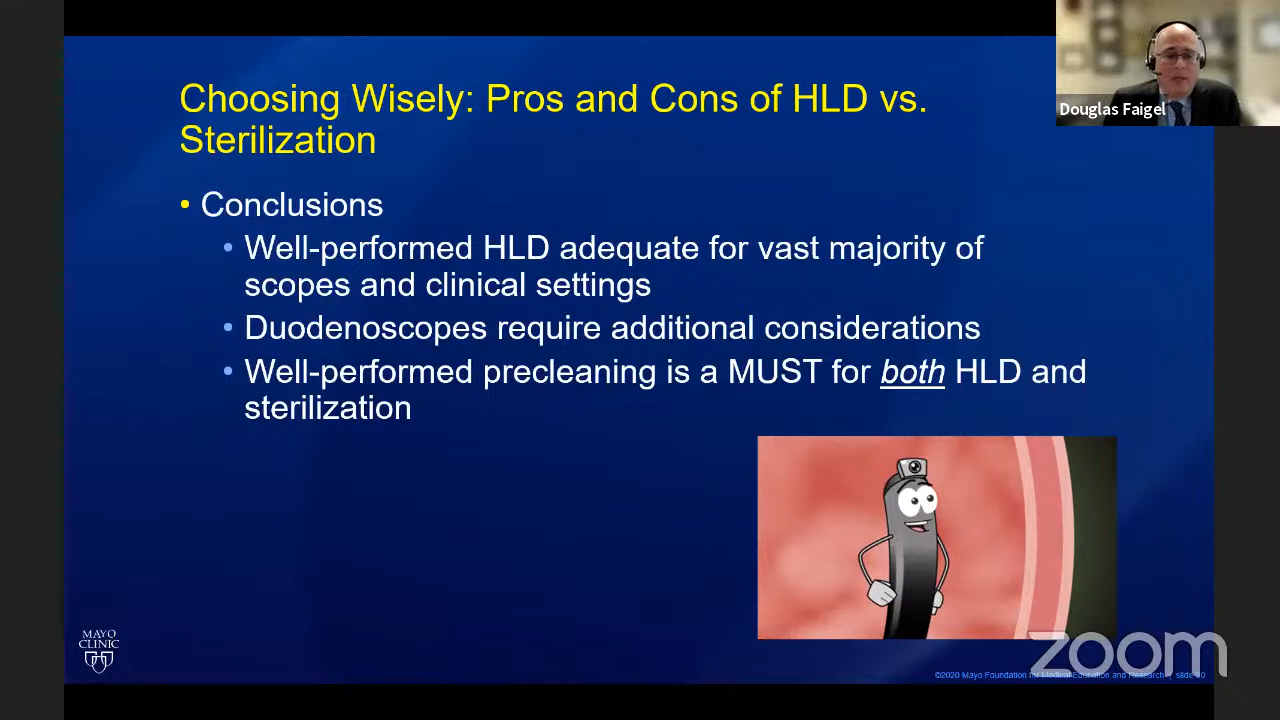 Choosing Wisely: Pros and Cons of HLD vs.
Sterilization
Douglas Faigel
• Conclusions
• Well-performed HLD adequate for vast majority of
scopes and clinical settings
• Duodenoscopes require additional considerations
• Well-performed precleaning is a MUST for both HLD and
sterilization
MAYO
CLINIC
zoom
©2020 Mayo Foundation for Medical Education and Research | slide